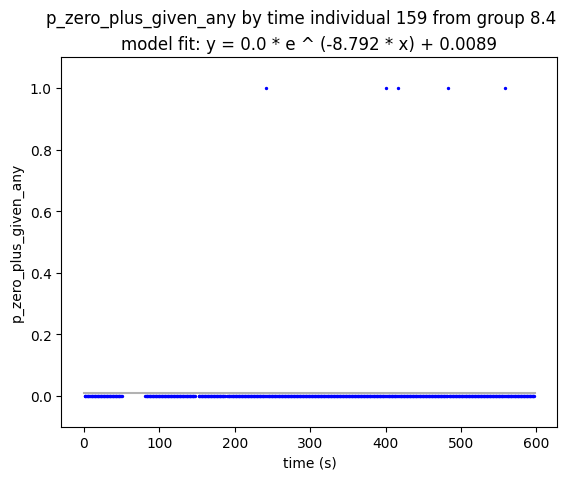 p_zero_plus_given_any by time individual 159 from group 8.4
model fit: y = 0.0 * e ^ (-8.792 * x) + 0.0089
1.0
0.8
0.6
0.4
0.2
0.0
p_zero_plus_given_any
0 100 200 300 400 500 600
time (s)